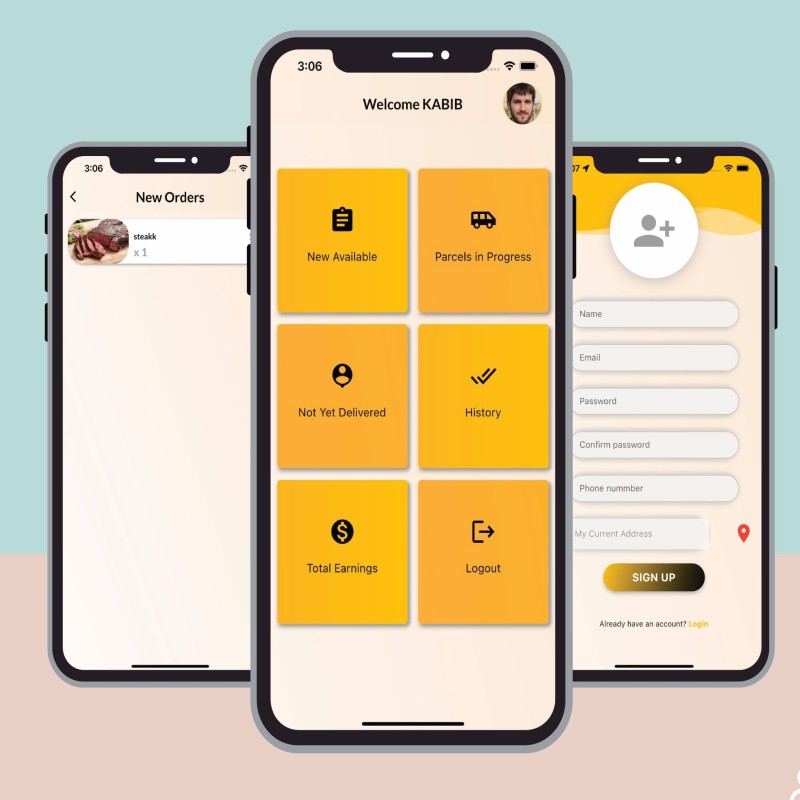 3:06
New Orders
steakk
x 1
3:06
Welcome KABIB
New Available
Parcels in Progress
Not Yet Delivered
History
Total Earnings
Logout
07
Name
Email
Password
Confirm password
Phone nummber
My Current Address
SIGN UP
Already have an account? Login